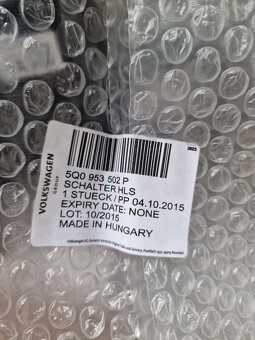 VOLKSWAGEN
GROUP
5Q0 953 502 P
SCHALTER HLS
1 STUECK/PP 04.10.2015
EXPIRY DATE: NONE
LOT: 10/2015
MADE IN HUNGARY